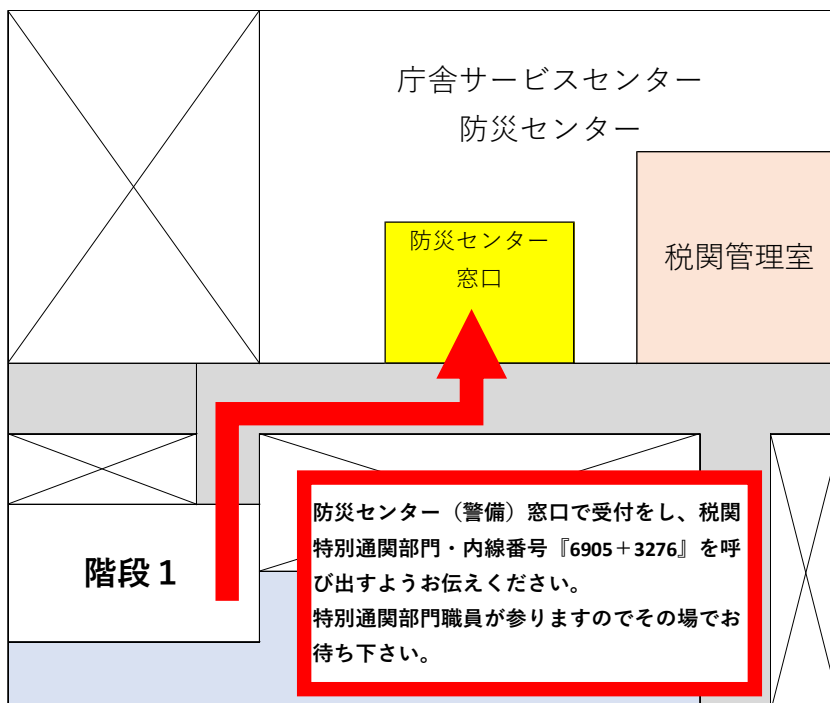 庁舎サービスセンター
防災センター
防災センター
窓口
税関管理室
階段１
防災センター（警備）窓口で受付をし、税関
特別通関部門・内線番号『6905＋3276』を呼
び出すようお伝えください。
特別通関部門職員が参りますのでその場でお
待ち下さい。